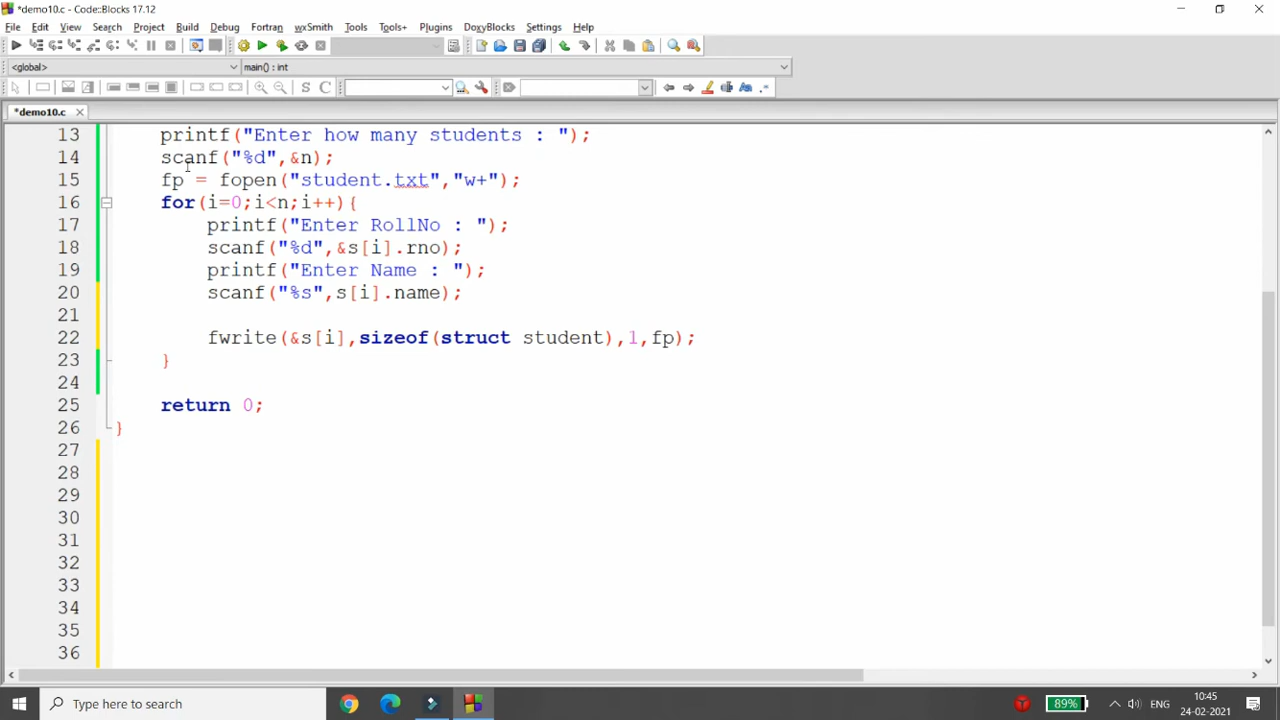 *demo10.c - Code::Blocks 17.12
File Edit View Search Project Build Debug Fortran wxSmith Tools Tools+ Plugins DoxyBlocks Settings Help
<global> main() : int
S C
*demo10.c
13 printf("Enter how many students : ");
14 scanf("%d",&n);
15 fp = fopen("student.txt","w+");
16 for(i=0;i<n;i++){
17 printf("Enter RollNo : ");
18 scanf("%d",&s[i].rno);
19 printf("Enter Name : ");
20 scanf("%s",s[i].name);
21
22 fwrite(&s[i],sizeof(struct student),1,fp);
23 }
24
25 return 0;
26 }
27
28
29
30
31
32
33
34
35
36
Type here to search
89%
ENG
10:45
24-02-2021